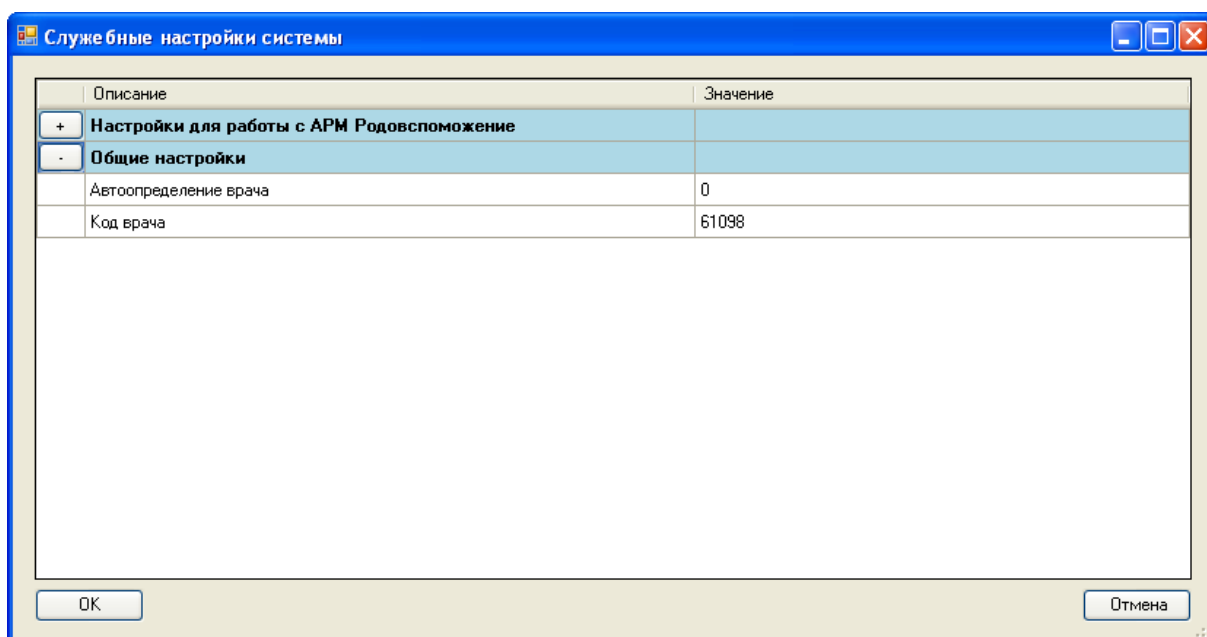 Служебные настройки системы
Описание Значение
+ Настройки для работы с АРМ Родовспоможение
- Общие настройки
Автоопределение врача 0
Код врача 61098
OK Отмена